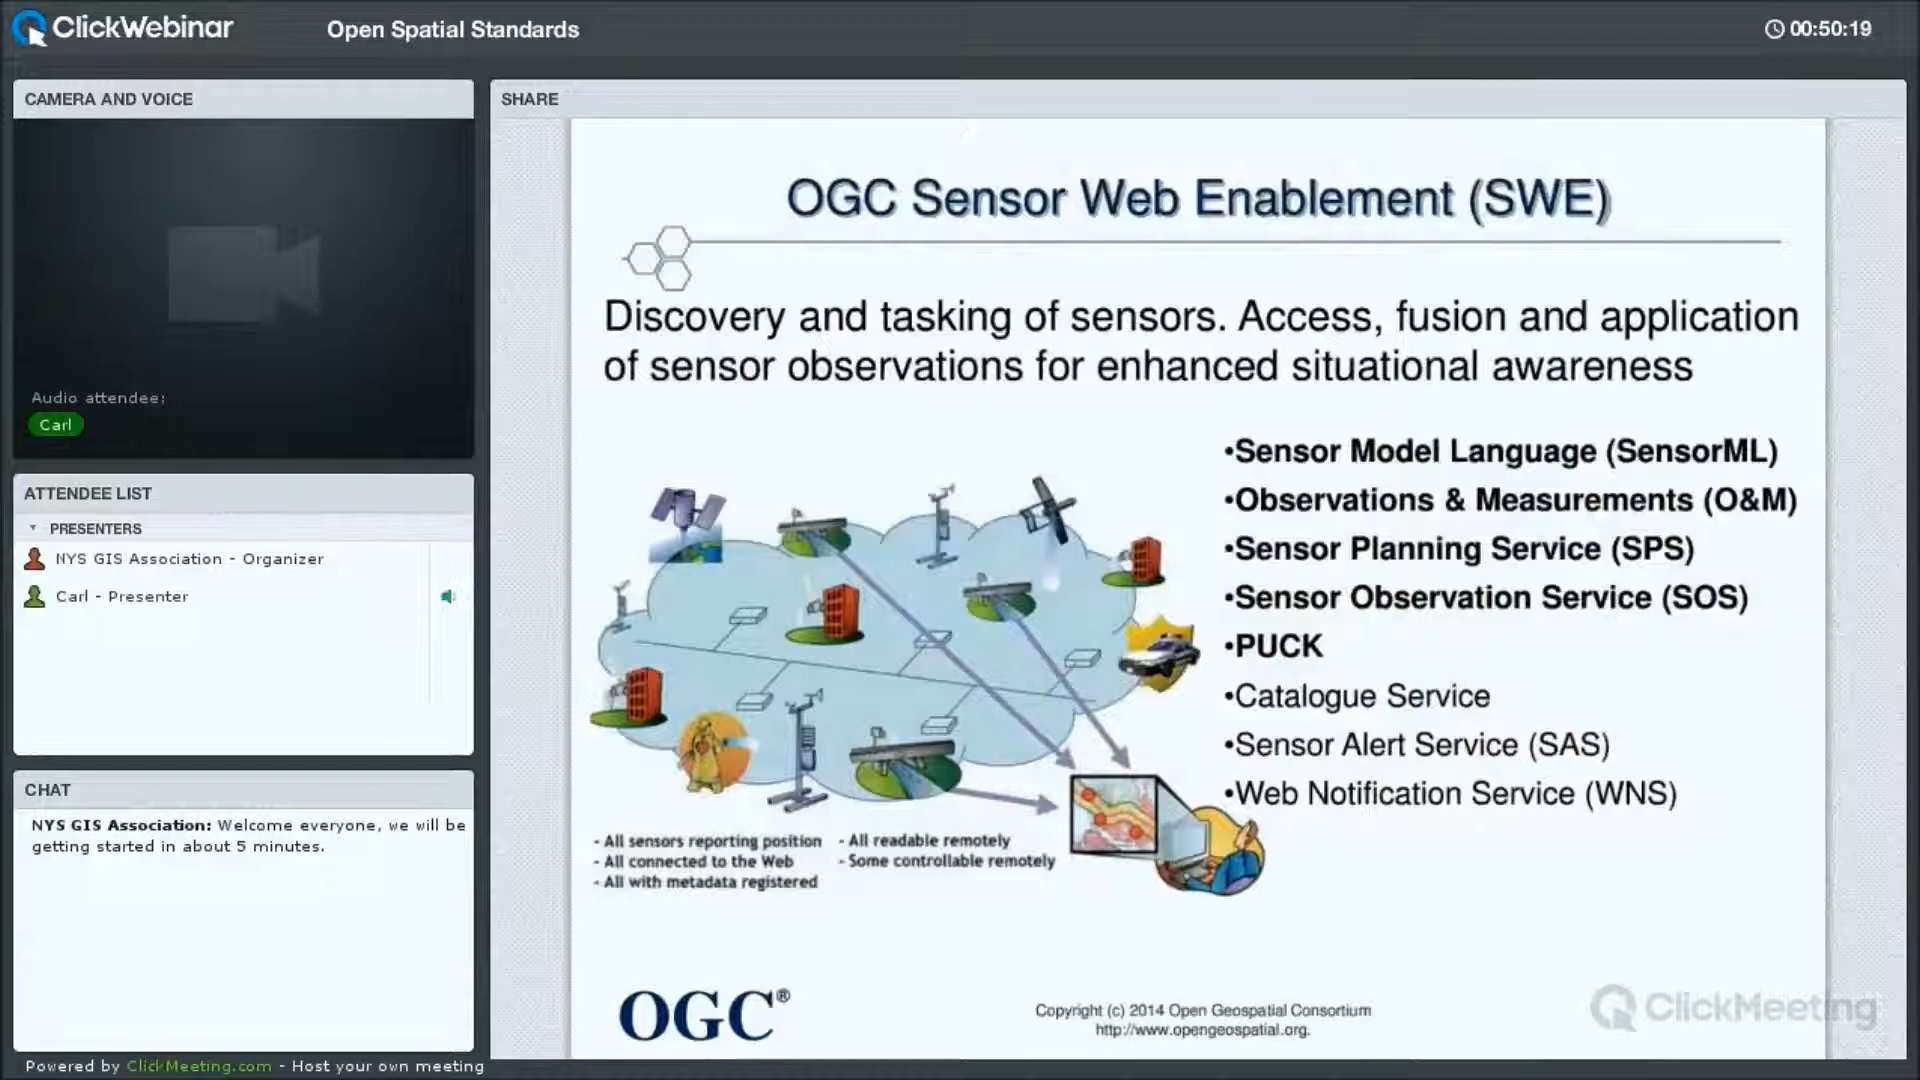 ClickWebinar
Open Spatial Standards
00:50:19
CAMERA AND VOICE
Audio attendee:
Carl
ATTENDEE LIST
PRESENTERS
NYS GIS Association - Organizer
Carl - Presenter
CHAT
NYS GIS Association: Welcome everyone, we will be
getting started in about 5 minutes.
Powered by ClickMeeting.com - Host your own meeting
SHARE
OGC Sensor Web Enablement (SWE)
Discovery and tasking of sensors. Access, fusion and application
of sensor observations for enhanced situational awareness
•Sensor Model Language (SensorML)
•Observations & Measurements (O&M)
•Sensor Planning Service (SPS)
•Sensor Observation Service (SOS)
•PUCK
•Catalogue Service
•Sensor Alert Service (SAS)
•Web Notification Service (WNS)
- All sensors reporting position
- All connected to the Web
- All with metadata registered
- All readable remotely
- Some controllable remotely
OGC®
Copyright (c) 2014 Open Geospatial Consortium
http://www.opengeospatial.org.
ClickMeeting